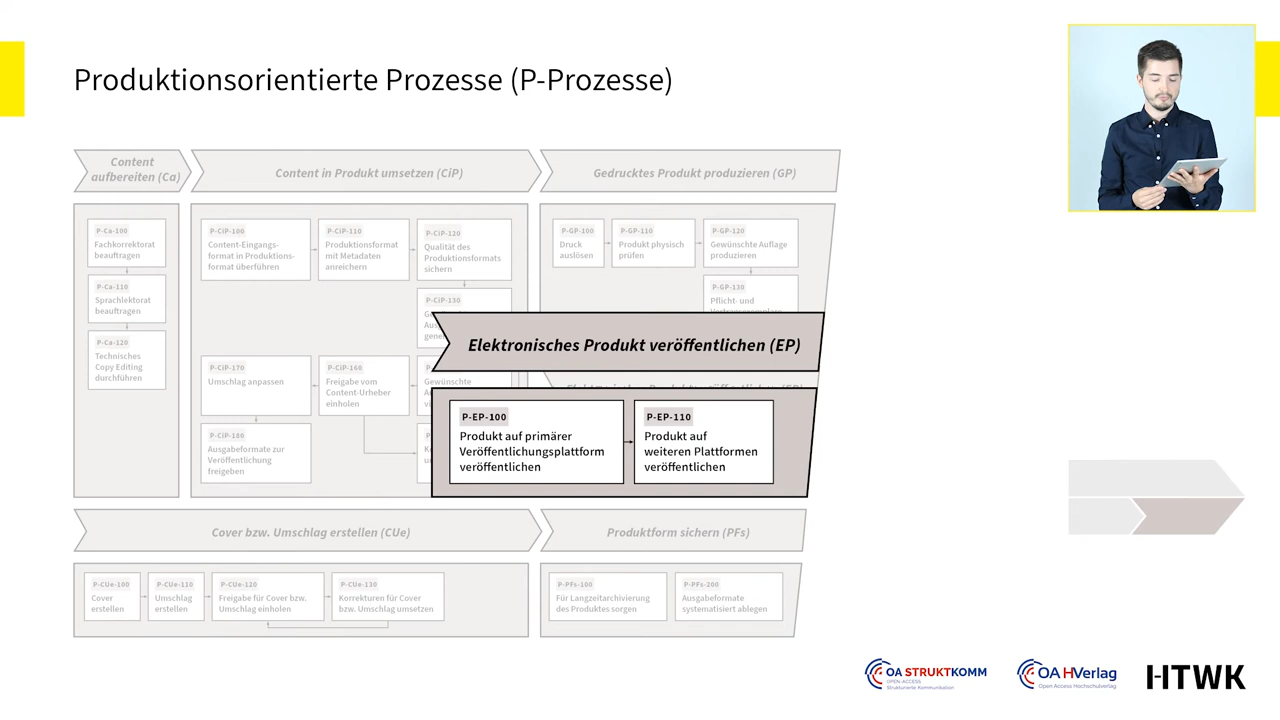 Produktionsorientierte Prozesse (P-Prozesse)
Content
aufbereiten (Ca)
Content in Produkt umsetzen (CiP)
Gedrucktes Produkt produzieren (GP)
P-Ca-100
Fachkorrektorat
beauftragen
P-Ca-110
Sprachlektorat
beauftragen
P-Ca-120
Technisches
Copy Editing
durchführen
P-CiP-100
Content-Eingangs-
format in Produktions-
format überführen
P-CiP-110
Produktionsformat
mit Metadaten
anreichern
P-CiP-120
Qualität des
Produktionsformats
sichern
P-CiP-130
P-CiP-170
Umschlag anpassen
P-CiP-160
Freigabe vom
Content-Urheber
einholen
Gewünschte
P-CiP-180
Ausgabeformate zur
Veröffentlichung
freigeben
P-GP-100
Druck
auslösen
P-GP-110
Produkt physisch
prüfen
P-GP-120
Gewünschte Auflage
produzieren
P-GP-130
Pflicht- und
Elektronisches Produkt veröffentlichen (EP)
P-EP-100
Produkt auf primärer
Veröffentlichungsplattform
veröffentlichen
P-EP-110
Produkt auf
weiteren Plattformen
veröffentlichen
Cover bzw. Umschlag erstellen (CUe)
Produktform sichern (PFs)
P-CUe-100
Cover
erstellen
P-CUe-110
Umschlag
erstellen
P-CUe-120
Freigabe für Cover bzw.
Umschlag einholen
P-CUe-130
Korrekturen für Cover
bzw. Umschlag umsetzen
P-PFs-100
Für Langzeitarchivierung
des Produktes sorgen
P-PFs-200
Ausgabeformate
systematisiert ablegen
OA STRUKTKOMM
OPEN-ACCESS
Strukturierte Kommunikation
OA HVerlag
Open Access Hochschulverlag
HTWK